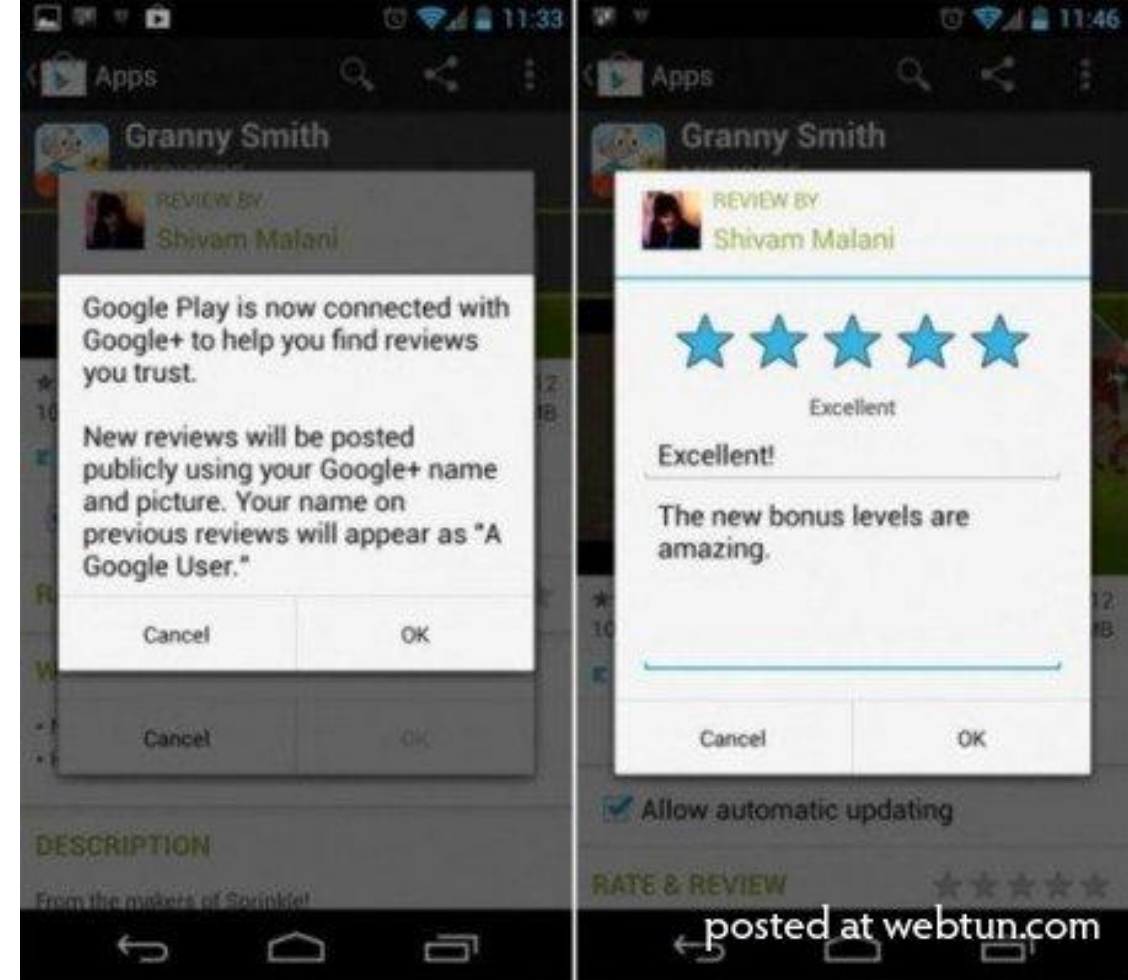 11:33
Apps
Granny Smith
REVIEW BY
Shivam Malani
Google Play is now connected with
Google+ to help you find reviews
you trust.
New reviews will be posted
publicly using your Google+ name
and picture. Your name on
previous reviews will appear as "A
Google User."
Cancel
OK
Cancel
OK
DESCRIPTION
From the makers of Sprinkle!
11:46
Apps
Granny Smith
REVIEW BY
Shivam Malani
Excellent
Excellent!
The new bonus levels are
amazing.
Cancel
OK
Allow automatic updating
RATE & REVIEW
posted at webtun.com